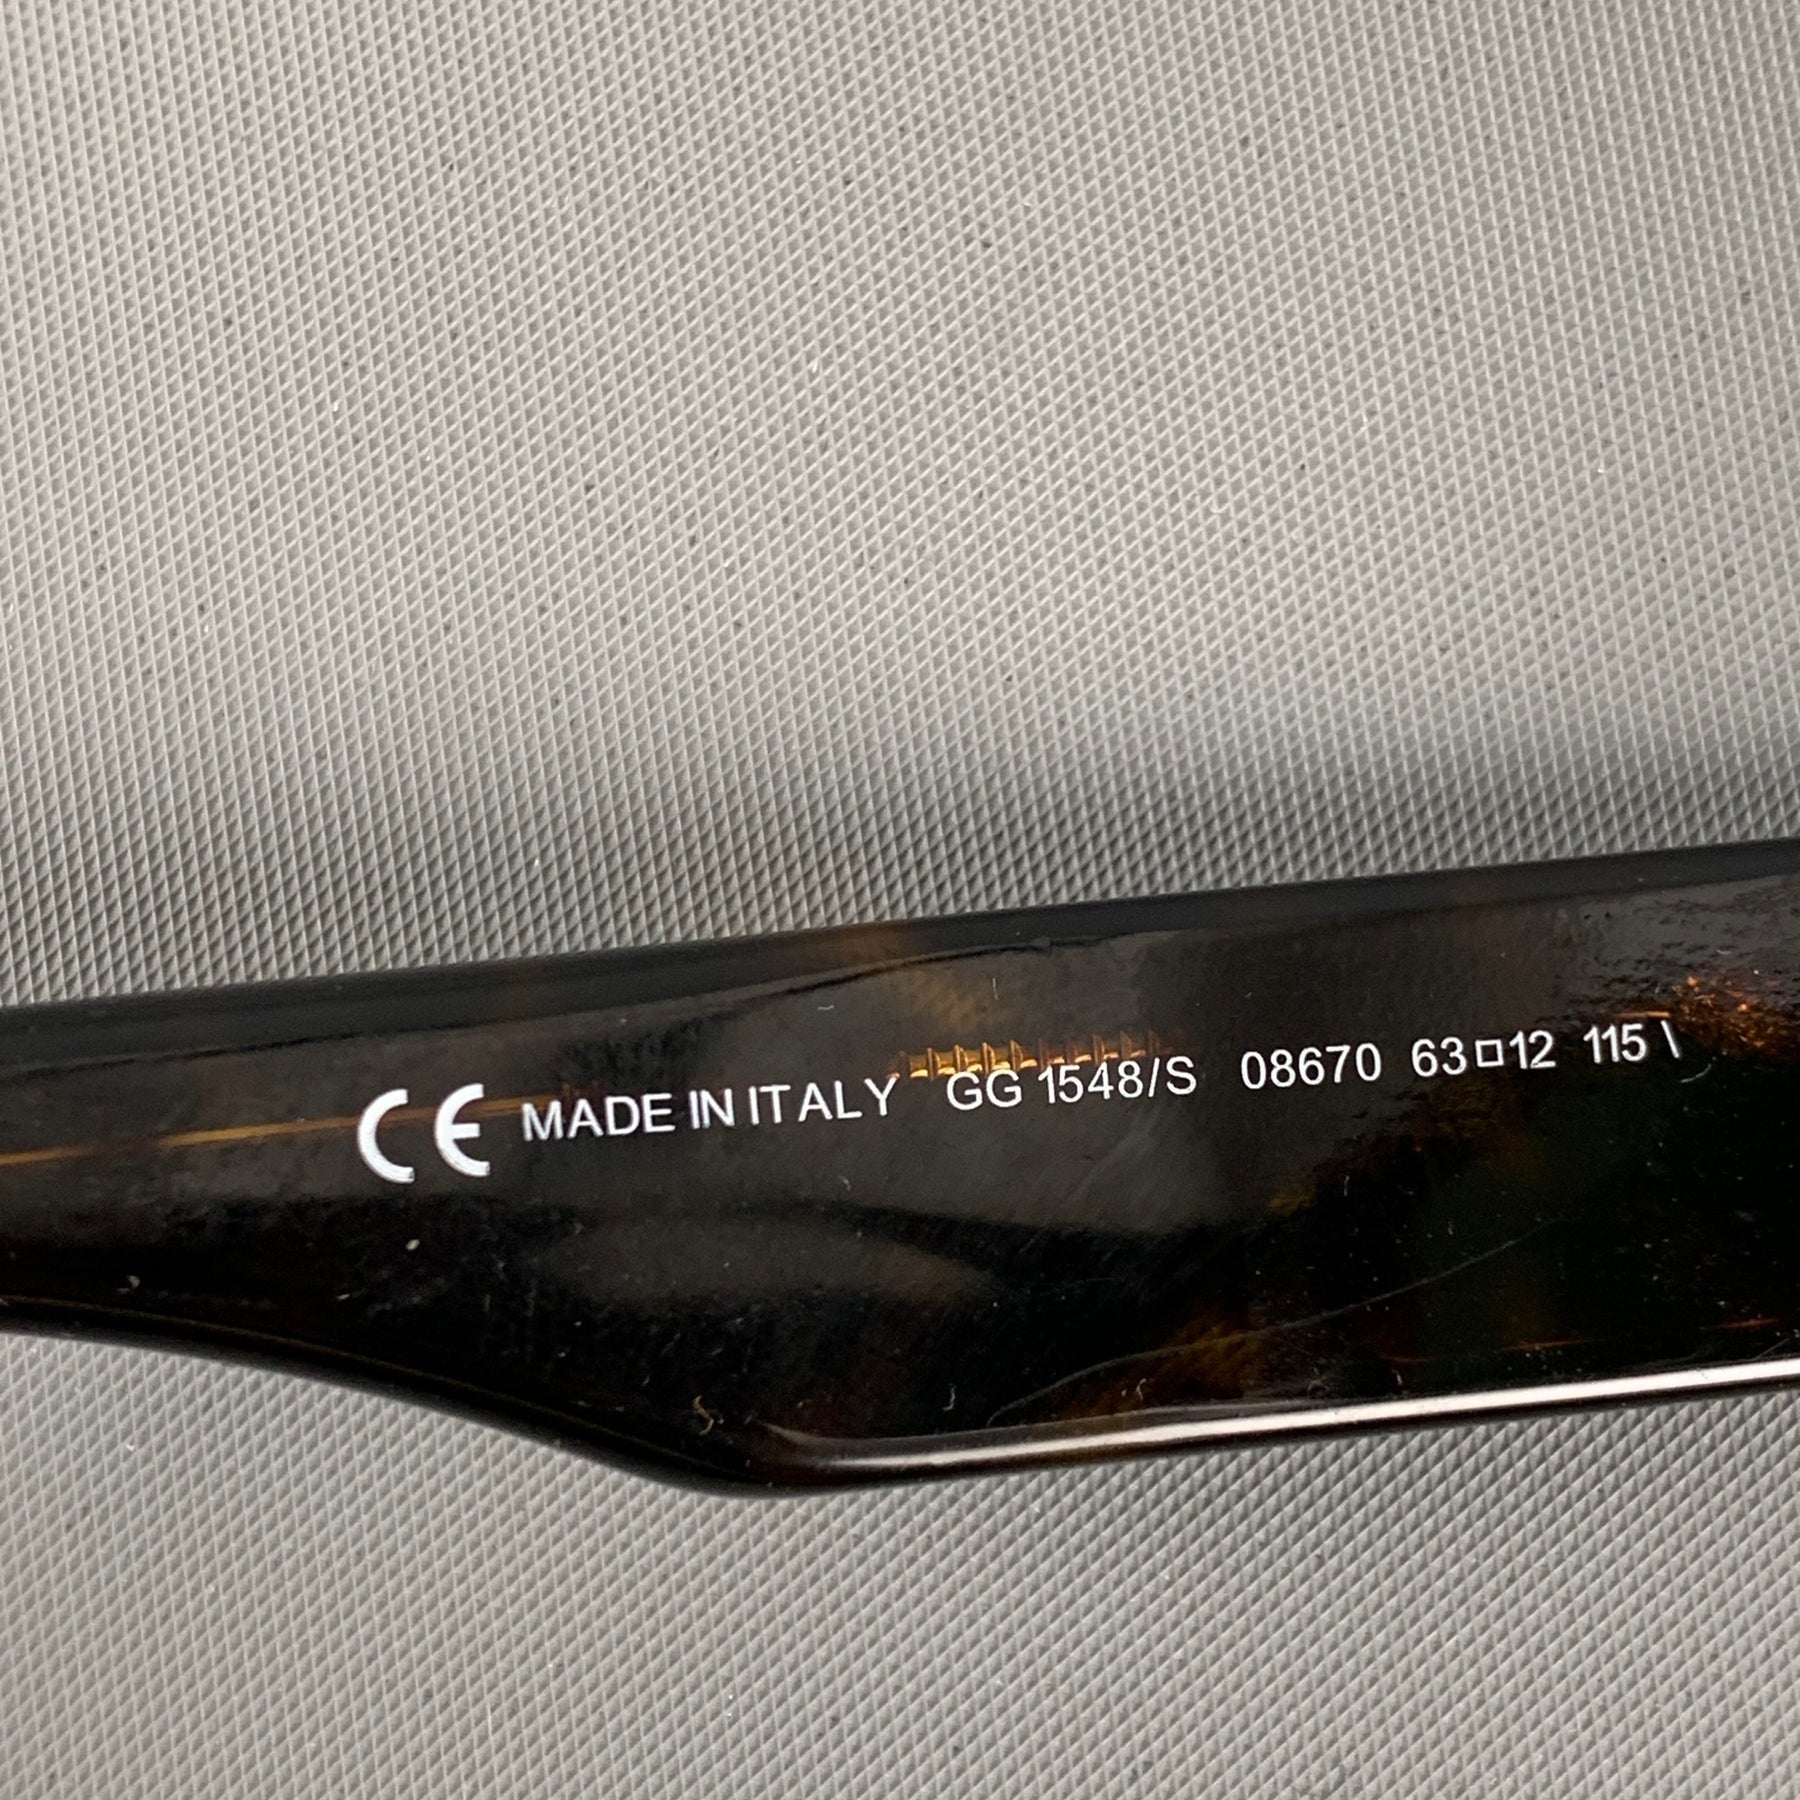 CE MADE IN ITALY GG 1548/S 08670 63□12 115 \